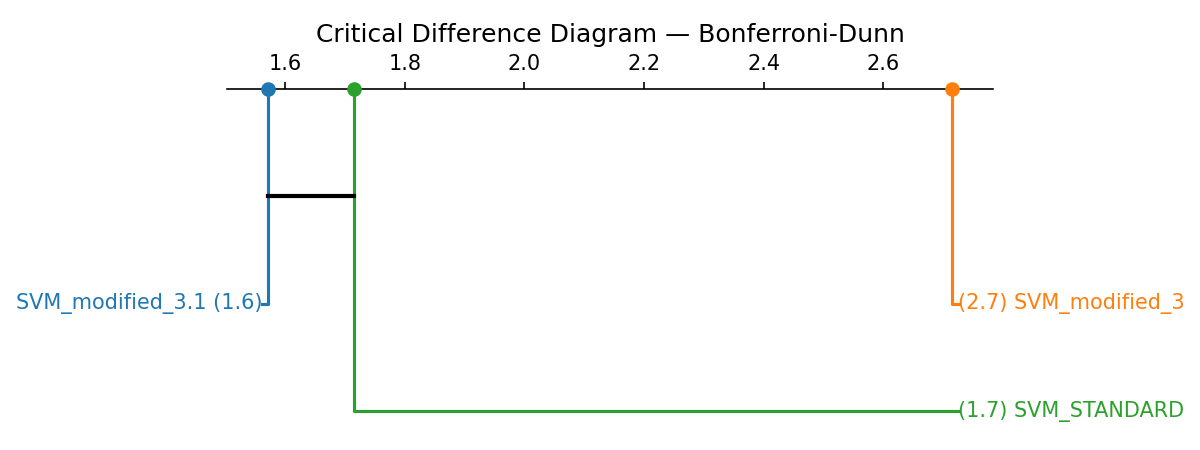 Critical Difference Diagram — Bonferroni-Dunn
1.6 1.8 2.0 2.2 2.4 2.6
SVM_modified_3.1 (1.6)
(2.7) SVM_modified_3
(1.7) SVM_STANDARD